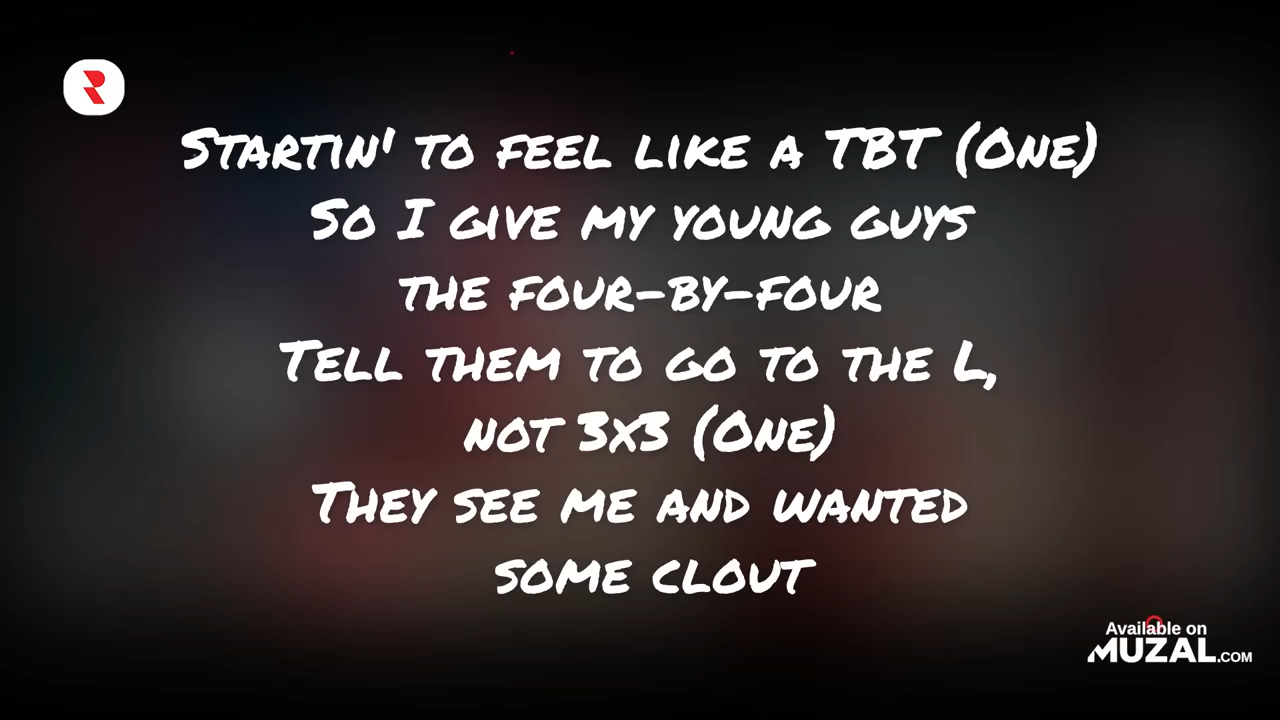 Startin' to feel like a TBT (One)
So I give my young guys
the four-by-four
Tell them to go to the L,
not 3x3 (One)
They see me and wanted
some clout
Available on
MUZAL.COM